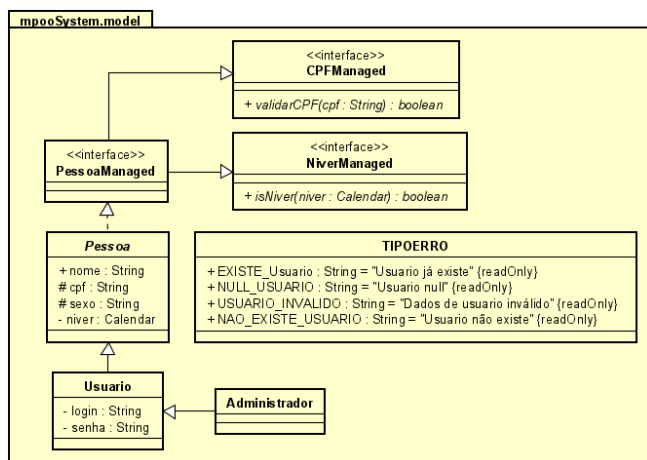 mpooSystem.model
<<interface>>
CPFManaged
+ validarCPF(cpf : String) : boolean
<<interface>>
PessoaManaged
<<interface>>
NiverManaged
+ isNiver(niver : Calendar) : boolean
Pessoa
+ nome : String
# cpf : String
# sexo : String
- niver : Calendar
TIPOERRO
+ EXISTE_Usuario : String = "Usuario já existe" {readOnly}
+ NULL_USUARIO : String = "Usuario null" {readOnly}
+ USUARIO_INVALIDO : String = "Dados de usuario inválido" {readOnly}
+ NAO_EXISTE_USUARIO : String = "Usuario não existe" {readOnly}
Usuario
- login : String
- senha : String
Administrador